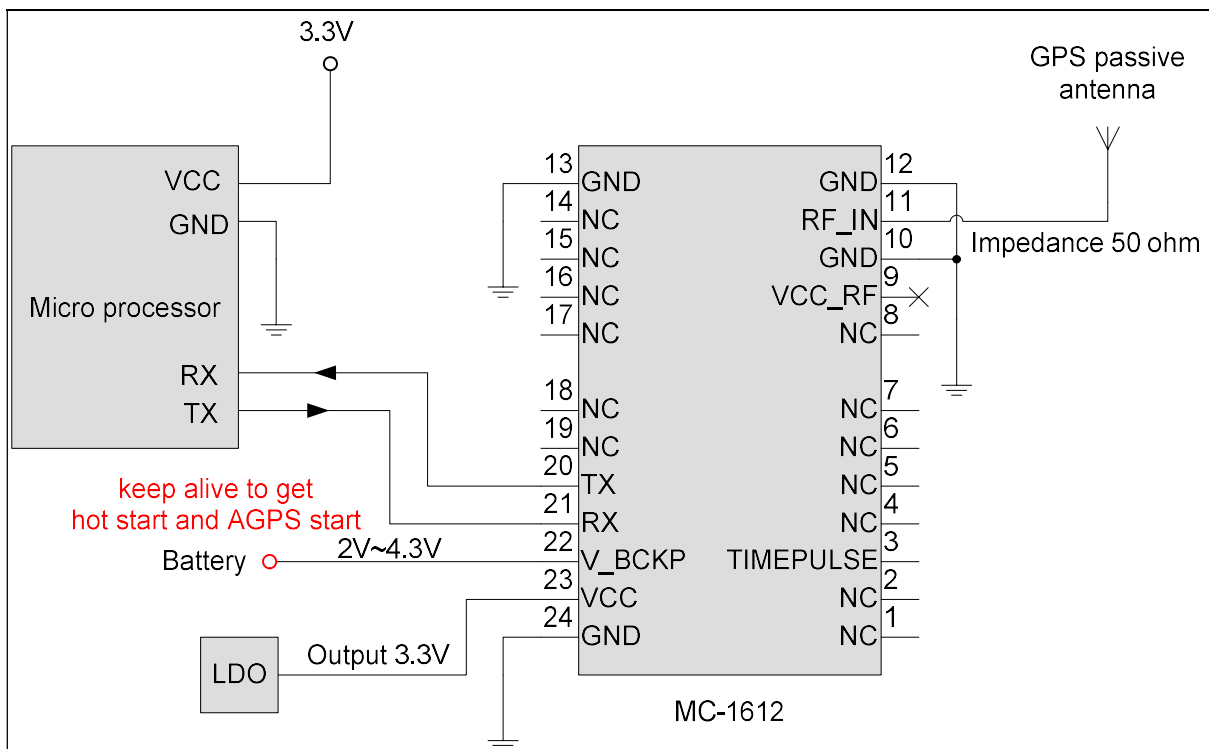 3.3V
GPS passive
antenna
VCC
GND
Micro processor
RX
TX
keep alive to get
hot start and AGPS start
Battery
2V~4.3V
LDO
Output 3.3V
13
GND
14
NC
15
NC
16
NC
17
NC
18
NC
19
NC
20
TX
21
RX
22
V_BCKP
23
VCC
24
GND
12
GND
11
RF_IN
10
GND
9
VCC_RF
8
NC
7
NC
6
NC
5
NC
4
NC
3
TIMEPULSE
2
NC
1
NC
Impedance 50 ohm
MC-1612